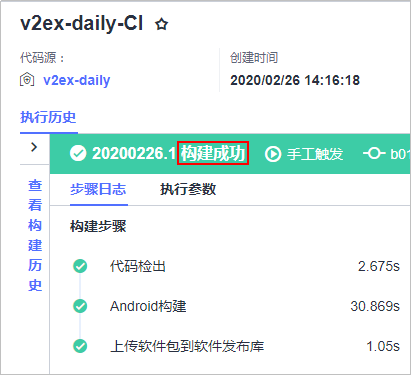 v2ex-daily-CI
代码源：
创建时间
v2ex-daily
2020/02/26 14:16:18
执行历史
20200226.1 构建成功 手工触发 b01
查看构建历史
步骤日志 执行参数
构建步骤
代码检出 2.675s
Android构建 30.869s
上传软件包到软件发布库 1.05s